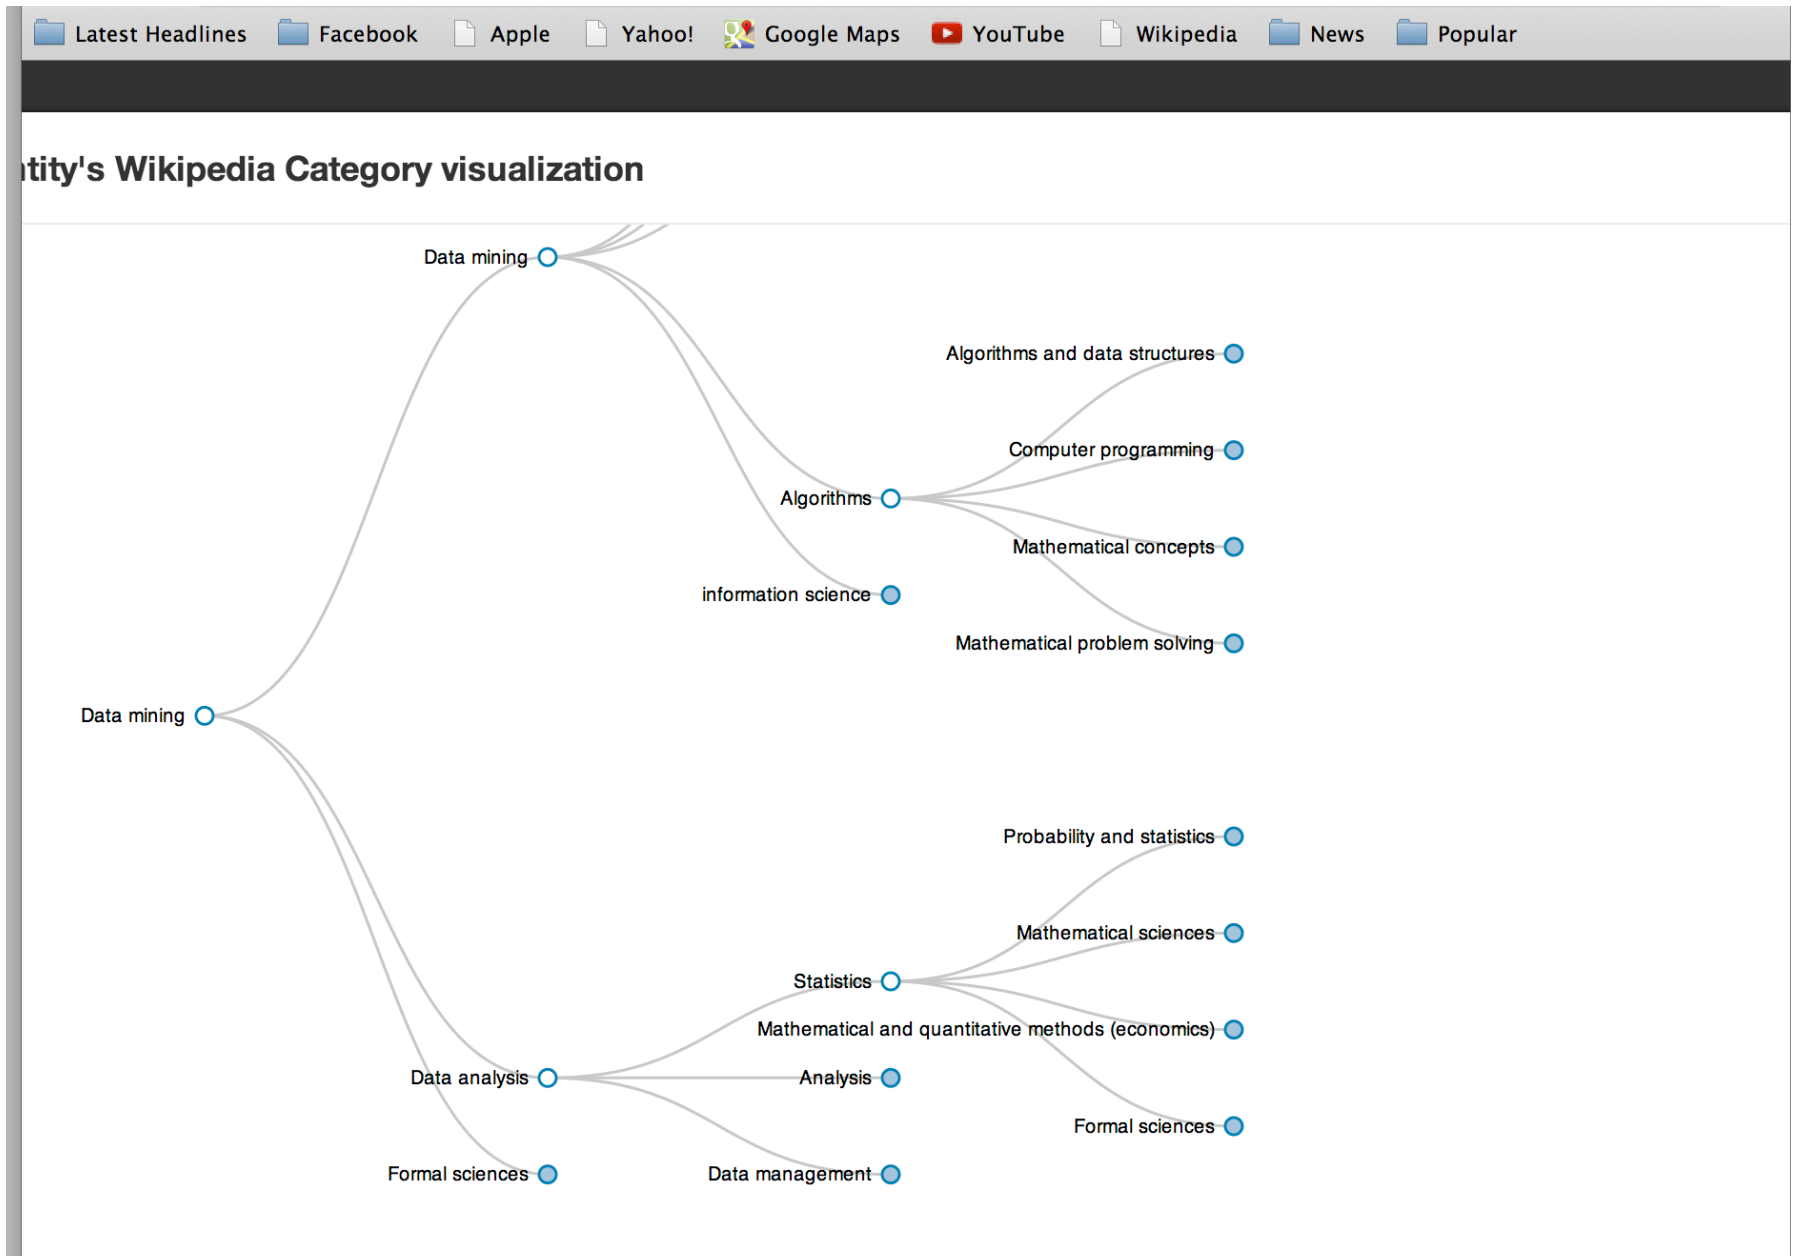 Latest Headlines Facebook Apple Yahoo! Google Maps YouTube Wikipedia News Popular
ntity's Wikipedia Category visualization
Data mining
Algorithms and data structures
Computer programming
Algorithms
Mathematical concepts
information science
Mathematical problem solving
Data mining
Probability and statistics
Mathematical sciences
Statistics
Mathematical and quantitative methods (economics)
Data analysis
Analysis
Formal sciences
Formal sciences
Data management